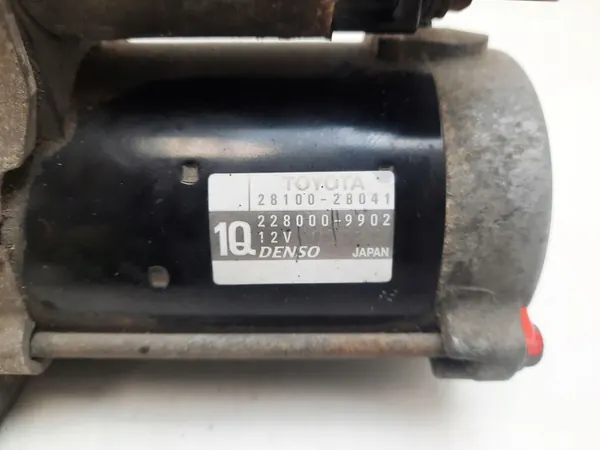 TOYOTA
28100-28041
228000-9902
1Q 12V
DENSO JAPAN